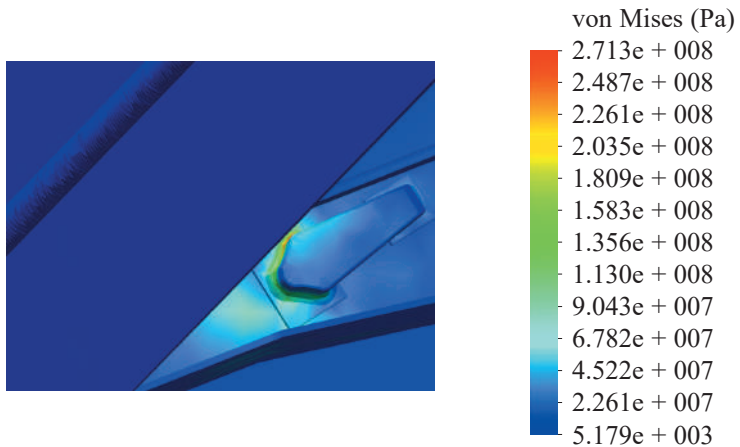 von Mises (Pa)
2.713e + 008
2.487e + 008
2.261e + 008
2.035e + 008
1.809e + 008
1.583e + 008
1.356e + 008
1.130e + 008
9.043e + 007
6.782e + 007
4.522e + 007
2.261e + 007
5.179e + 003